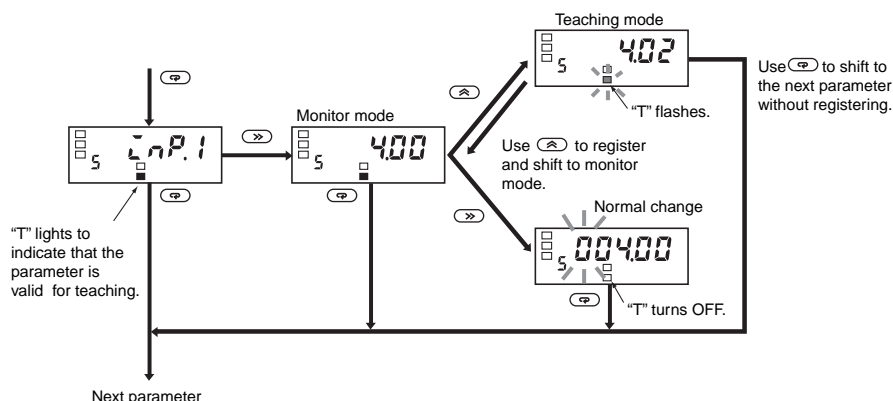 Teaching mode
S 4.02
Use to shift to
the next parameter
without registering.
"T" flashes.
Monitor mode
S InP.1
S 4.00
Use to register
and shift to monitor
mode.
Normal change
S 004.00
"T" lights to
indicate that the
parameter is
valid for teaching.
"T" turns OFF.
Next parameter